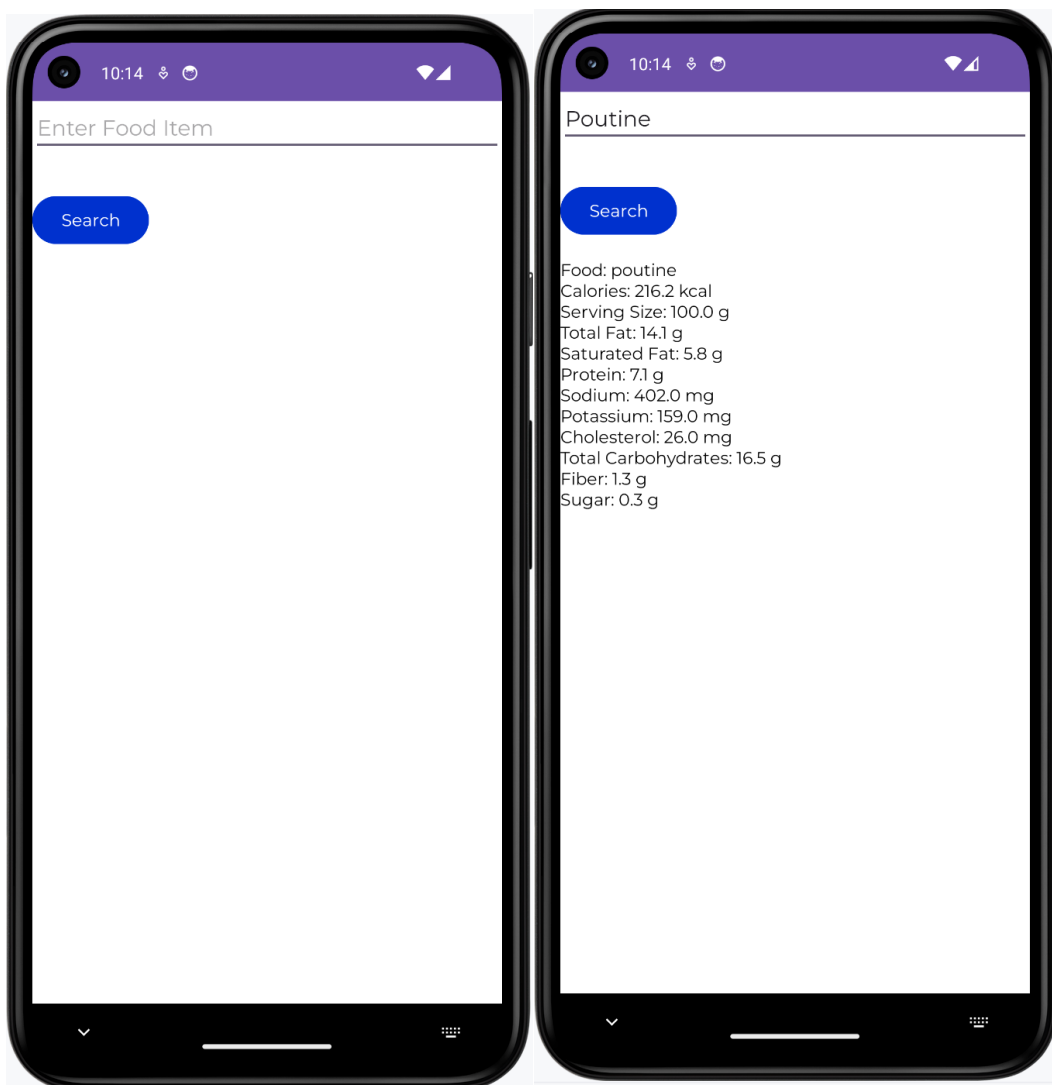 10:14
Enter Food Item
Search
10:14
Poutine
Search
Food: poutine
Calories: 216.2 kcal
Serving Size: 100.0 g
Total Fat: 14.1 g
Saturated Fat: 5.8 g
Protein: 7.1 g
Sodium: 402.0 mg
Potassium: 159.0 mg
Cholesterol: 26.0 mg
Total Carbohydrates: 16.5 g
Fiber: 1.3 g
Sugar: 0.3 g